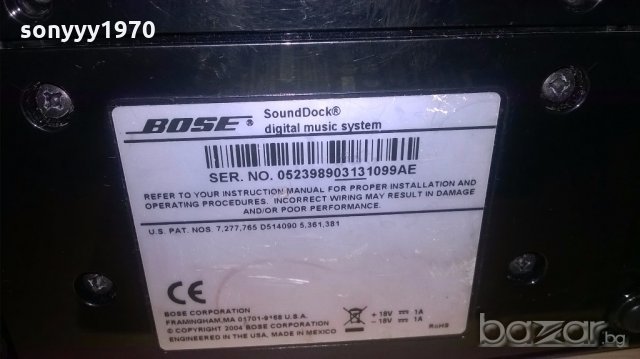 sonyyy1970
BOSE®
SoundDock®
digital music system
SER. NO. 052398903131099AE
REFER TO YOUR INSTRUCTION MANUAL FOR PROPER INSTALLATION AND
OPERATING PROCEDURES. INCORRECT WIRING MAY RESULT IN DAMAGE
AND/OR POOR PERFORMANCE.
U.S. PAT. NOS. 7,277,765 D514090 5,361,381
CE
BOSE CORPORATION
FRAMINGHAM, MA 01701-9168 U.S.A.
© COPYRIGHT 2004 BOSE CORPORATION
ENGINEERED IN THE USA, MADE IN MEXICO
+ 18V 1A
- 18V 1A
RoHS
bazar.bg